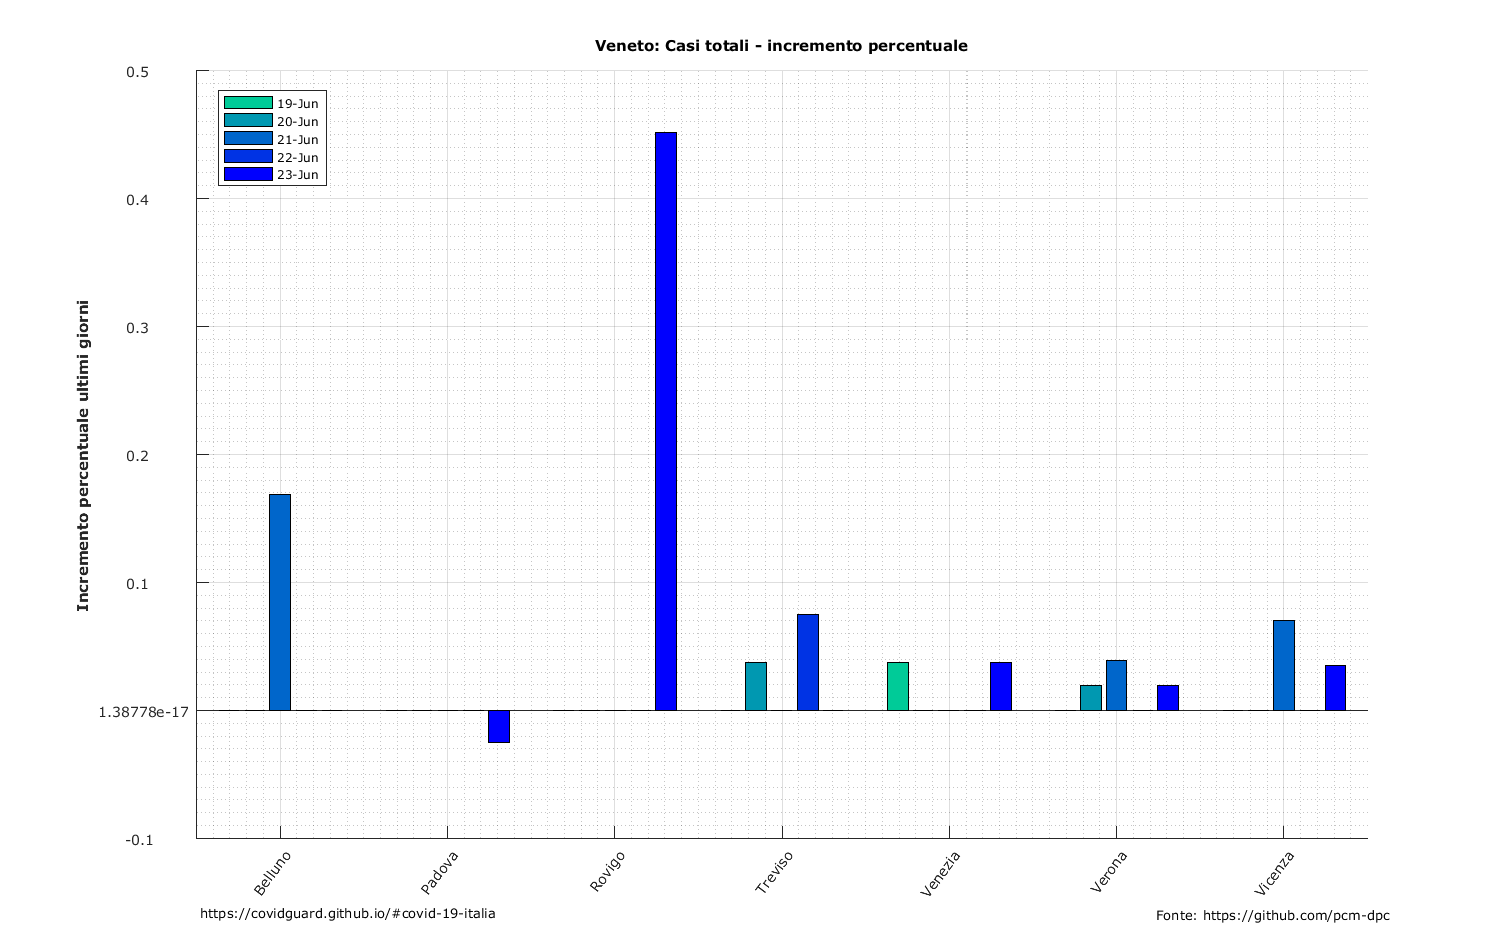 Veneto: Casi totali - incremento percentuale
0.5
0.4
0.3
0.2
0.1
1.38778e-17
-0.1
Incremento percentuale ultimi giorni
19-Jun
20-Jun
21-Jun
22-Jun
23-Jun
Belluno
Padova
Rovigo
Treviso
Venezia
Verona
Vicenza
https://covidguard.github.io/#covid-19-italia
Fonte: https://github.com/pcm-dpc